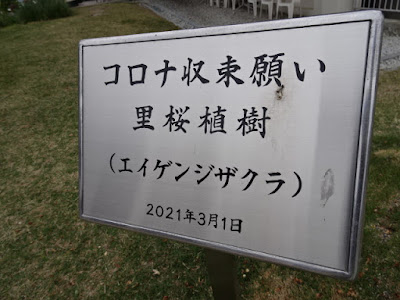 コロナ収束願い
里桜植樹
(エイゲンジザクラ)
2021年3月1日